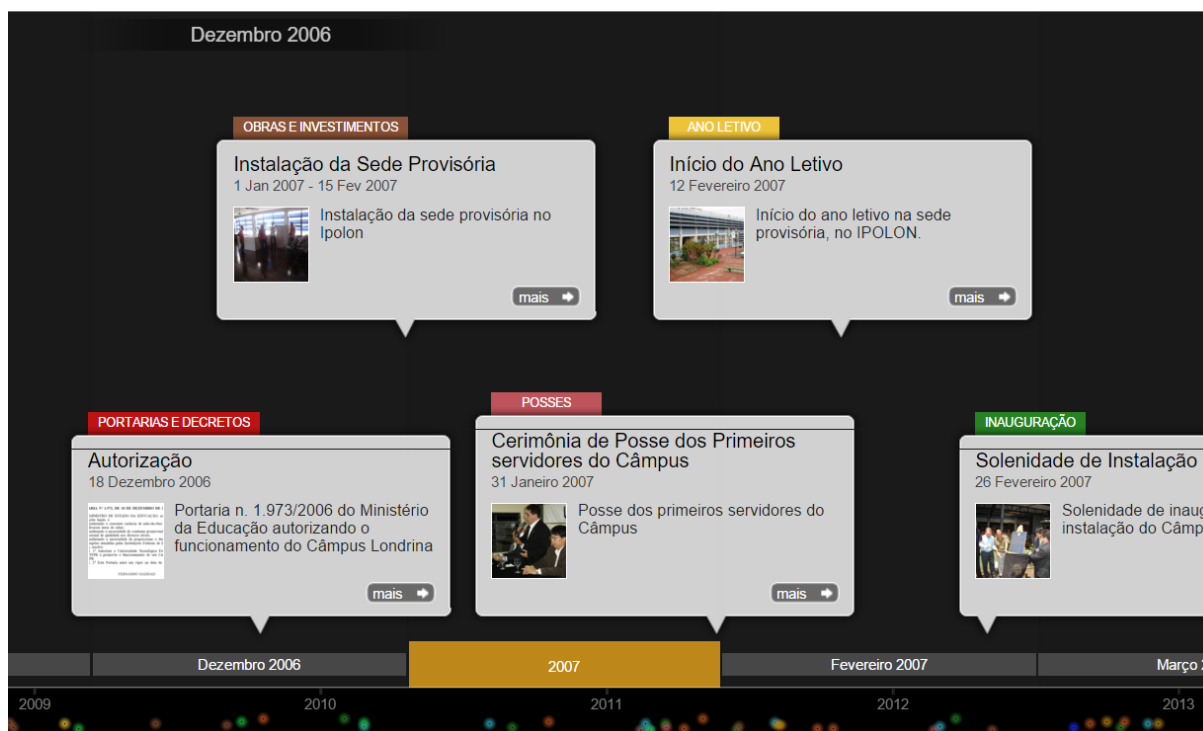 Dezembro 2006
OBRAS E INVESTIMENTOS
Instalação da Sede Provisória
1 Jan 2007 - 15 Fev 2007
Instalação da sede provisória no
Ipolon
mais
ANO LETIVO
Início do Ano Letivo
12 Fevereiro 2007
Início do ano letivo na sede
provisória, no IPOLON.
mais
PORTARIAS E DECRETOS
Autorização
18 Dezembro 2006
Portaria n. 1.973/2006 do Ministério
da Educação autorizando o
funcionamento do Câmpus Londrina
mais
POSSES
Cerimônia de Posse dos Primeiros
servidores do Câmpus
31 Janeiro 2007
Posse dos primeiros servidores do
Câmpus
mais
INAUGURAÇÃO
Solenidade de Instalação
26 Fevereiro 2007
Solenidade de inaug
instalação do Câmp
Dezembro 2006
2007
Fevereiro 2007
Março 2
2009
2010
2011
2012
2013